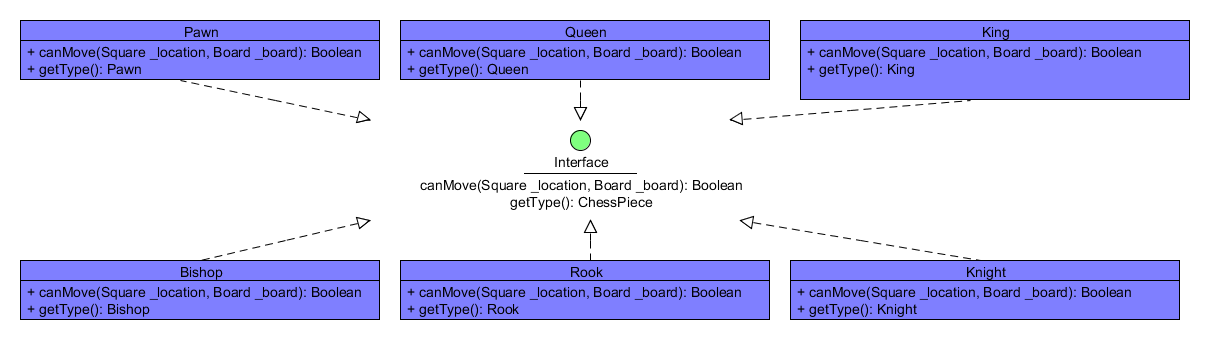 Pawn
+ canMove(Square _location, Board _board): Boolean
+ getType(): Pawn
Queen
+ canMove(Square _location, Board _board): Boolean
+ getType(): Queen
King
+ canMove(Square _location, Board _board): Boolean
+ getType(): King
Interface
canMove(Square _location, Board _board): Boolean
getType(): ChessPiece
Bishop
+ canMove(Square _location, Board _board): Boolean
+ getType(): Bishop
Rook
+ canMove(Square _location, Board _board): Boolean
+ getType(): Rook
Knight
+ canMove(Square _location, Board _board): Boolean
+ getType(): Knight